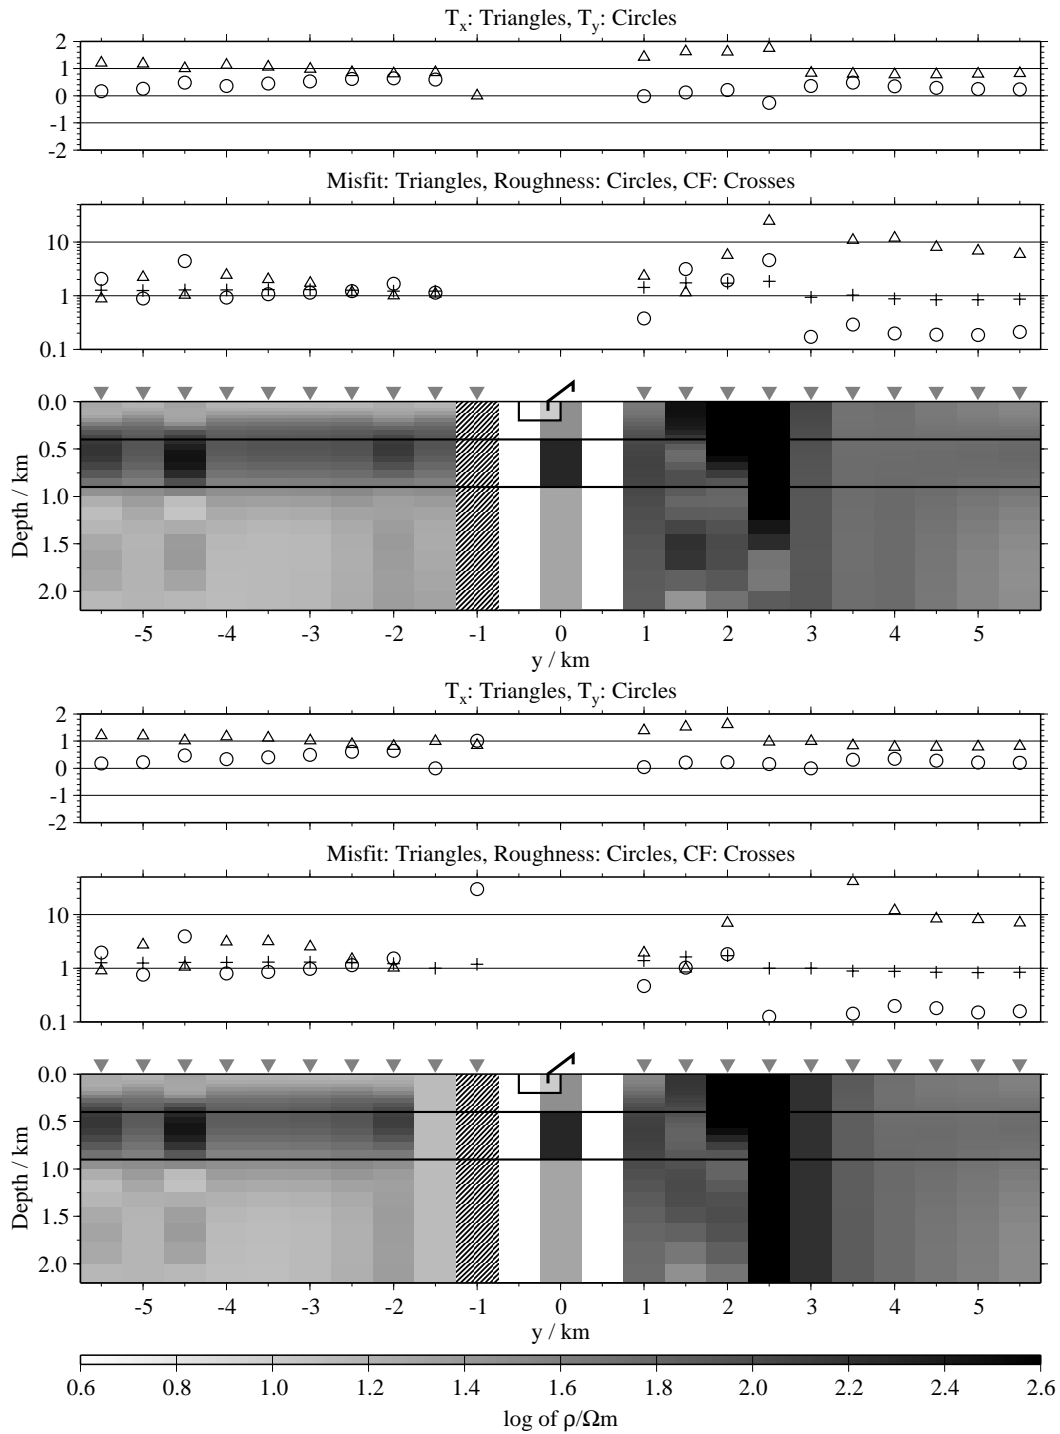 T_x: Triangles, T_y: Circles
2
1
0
-1
-2
Misfit: Triangles, Roughness: Circles, CF: Crosses
10
1
0.1
0.0
0.5
1.0
1.5
2.0
Depth / km
-5 -4 -3 -2 -1 0 1 2 3 4 5
y / km
T_x: Triangles, T_y: Circles
2
1
0
-1
-2
Misfit: Triangles, Roughness: Circles, CF: Crosses
10
1
0.1
0.0
0.5
1.0
1.5
2.0
Depth / km
-5 -4 -3 -2 -1 0 1 2 3 4 5
y / km
0.6 0.8 1.0 1.2 1.4 1.6 1.8 2.0 2.2 2.4 2.6
log of ρ/Ωm